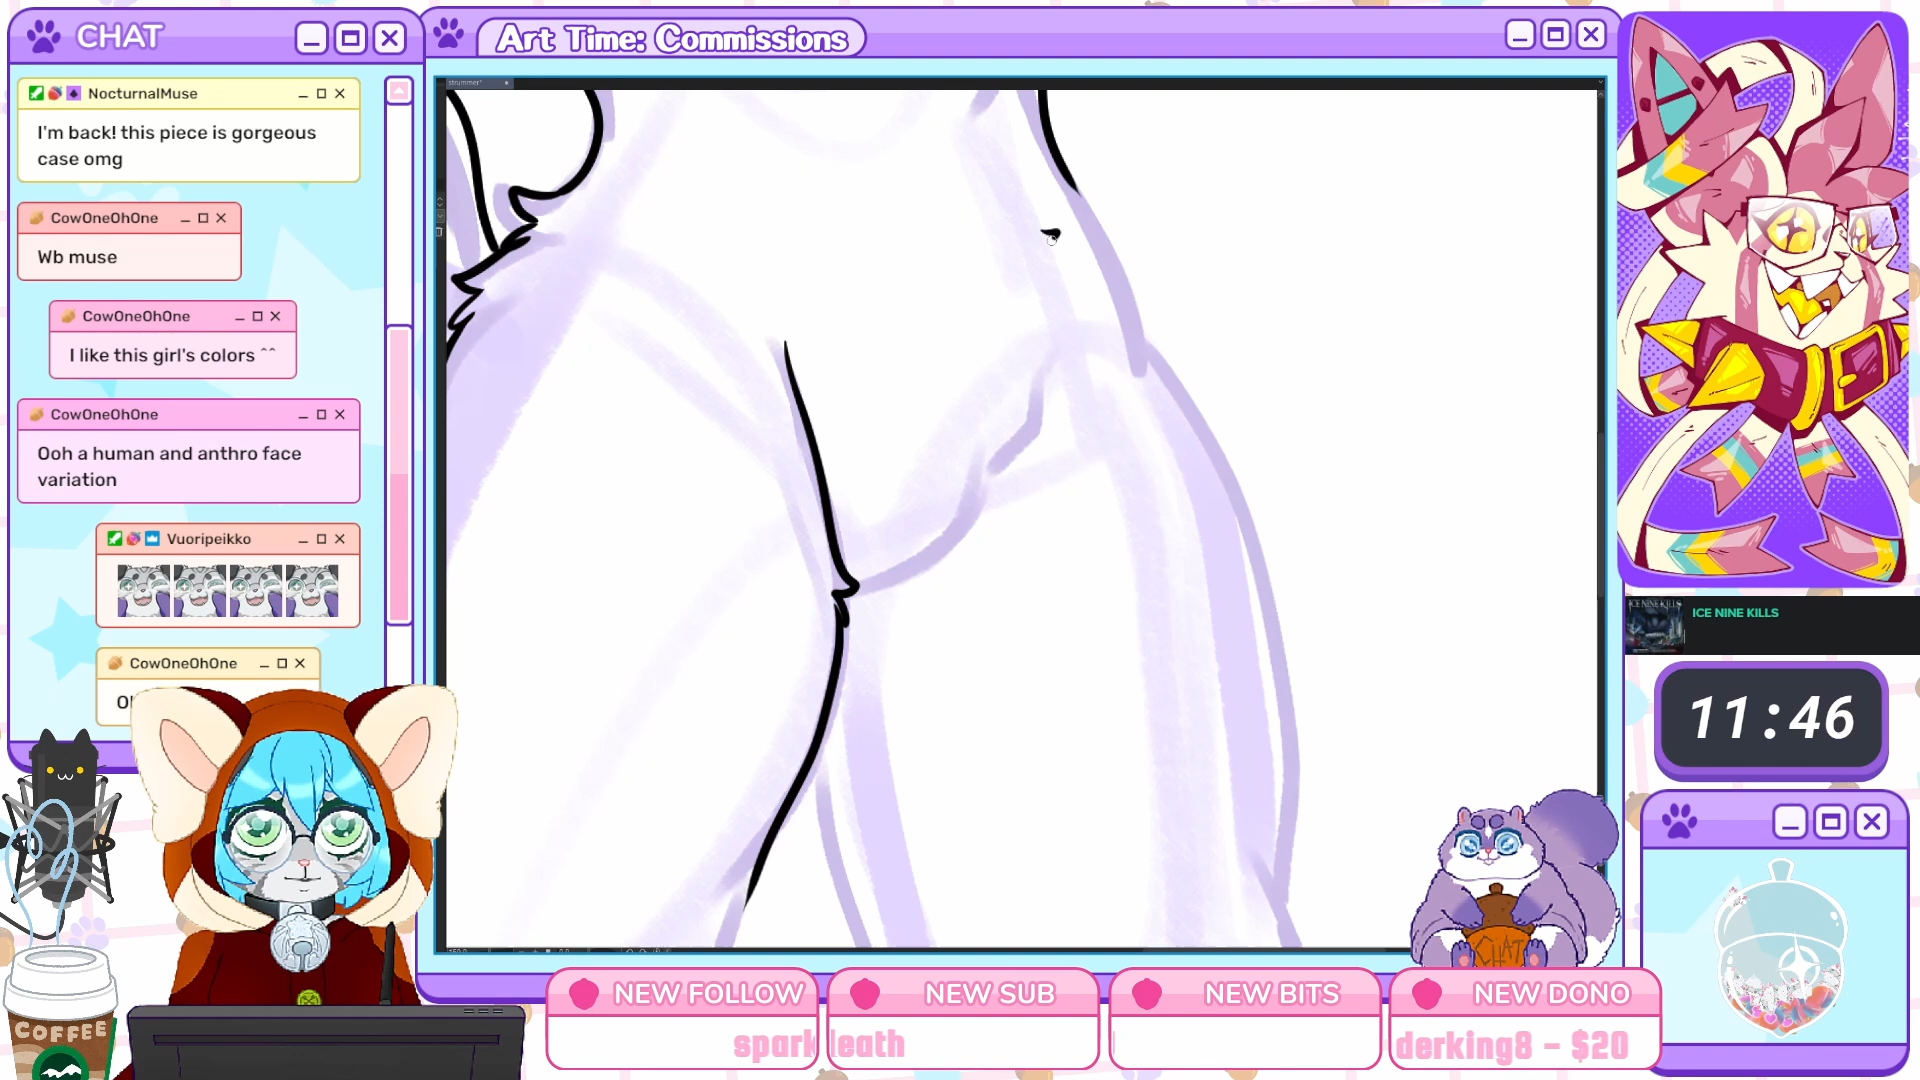 CHAT
Art Time: Commissions
strummer*
NocturnalMuse
I'm back! this piece is gorgeous
case omg
CowOneOhOne
Wb muse
CowOneOhOne
I like this girl's colors ^^
CowOneOhOne
Ooh a human and anthro face
variation
Vuoripeikko
CowOneOhOne
ICE NINE KILLS
11:46
CHAT
COFFEE
NEW FOLLOW
NEW SUB
NEW BITS
NEW DONO
derking8 - $20